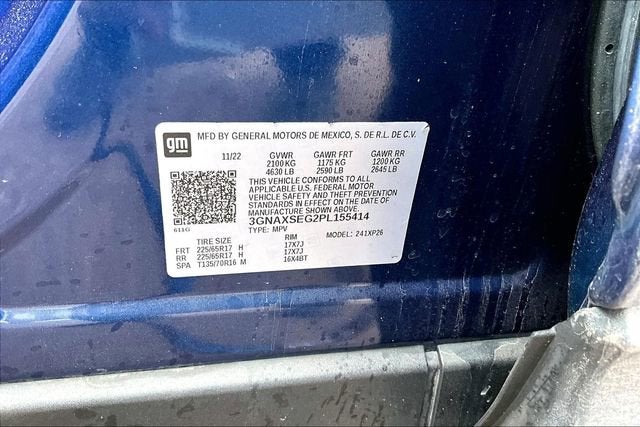 gm MFD BY GENERAL MOTORS DE MEXICO, S. DE R.L. DE C.V.
11/22 GVWR GAWR FRT GAWR RR
2100 KG 1175 KG 1200 KG
4630 LB 2590 LB 2645 LB
THIS VEHICLE CONFORMS TO ALL
APPLICABLE U.S. FEDERAL MOTOR
VEHICLE SAFETY AND THEFT PREVENTION
STANDARDS IN EFFECT ON THE DATE OF
MANUFACTURE SHOWN ABOVE.
3GNAXSEG2PL155414
611G TYPE: MPV MODEL: 241XP26
TIRE SIZE RIM
FRT 225/65R17 H 17X7J
RR 225/65R17 H 17X7J
SPA T135/70R16 M 16X4BT